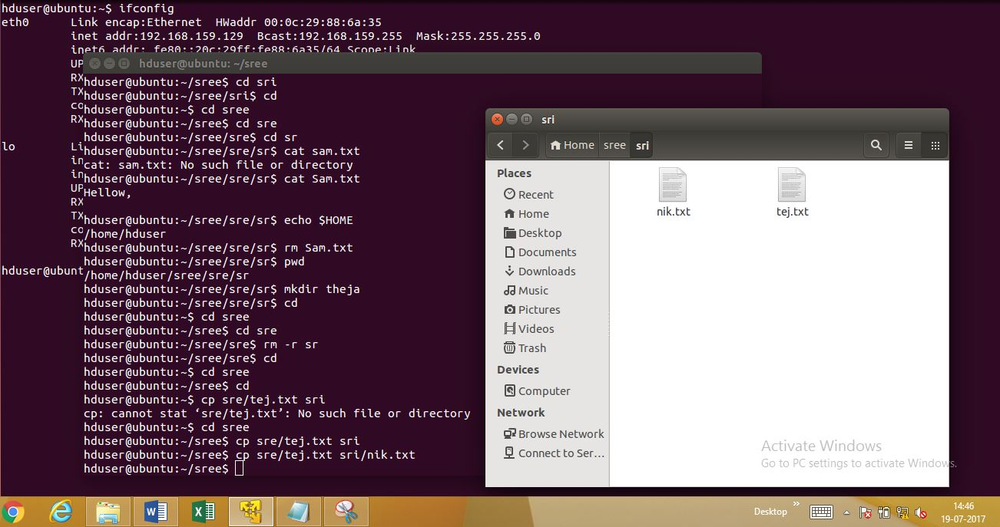 hduser@ubuntu:~$ ifconfig
eth0 Link encap:Ethernet HWaddr 00:0c:29:88:6a:35
inet addr:192.168.159.129 Bcast:192.168.159.255 Mask:255.255.255.0
inet6 addr: fe80::20c:29ff:fe88:6a35/64 Scope:Link
UP
RX
TX
co
RX
lo Li
in
in
UP
RX
TX
co
RX
hduser@ubunt
hduser@ubuntu: ~/sree
hduser@ubuntu:~/sree$ cd sri
hduser@ubuntu:~/sree/sri$ cd
hduser@ubuntu:~$ cd sree
hduser@ubuntu:~/sree$ cd sre
hduser@ubuntu:~/sree/sre$ cd sr
hduser@ubuntu:~/sree/sre/sr$ cat sam.txt
cat: sam.txt: No such file or directory
hduser@ubuntu:~/sree/sre/sr$ cat Sam.txt
Hellow,
hduser@ubuntu:~/sree/sre/sr$ echo $HOME
/home/hduser
hduser@ubuntu:~/sree/sre/sr$ rm Sam.txt
hduser@ubuntu:~/sree/sre/sr$ pwd
/home/hduser/sree/sre/sr
hduser@ubuntu:~/sree/sre/sr$ mkdir theja
hduser@ubuntu:~/sree/sre/sr$ cd
hduser@ubuntu:~$ cd sree
hduser@ubuntu:~/sree$ cd sre
hduser@ubuntu:~/sree/sre$ rm -r sr
hduser@ubuntu:~/sree/sre$ cd
hduser@ubuntu:~$ cd sree
hduser@ubuntu:~/sree$ cd
hduser@ubuntu:~$ cp sre/tej.txt sri
cp: cannot stat ‘sre/tej.txt’: No such file or directory
hduser@ubuntu:~$ cd sree
hduser@ubuntu:~/sree$ cp sre/tej.txt sri
hduser@ubuntu:~/sree$ cp sre/tej.txt sri/nik.txt
hduser@ubuntu:~/sree$
sri
Home sree sri
Places
Recent
Home
Desktop
Documents
Downloads
Music
Pictures
Videos
Trash
Devices
Computer
Network
Browse Network
Connect to Ser...
nik.txt
tej.txt
Activate Windows
Go to PC settings to activate Windows.
Desktop
14:46
19-07-2017